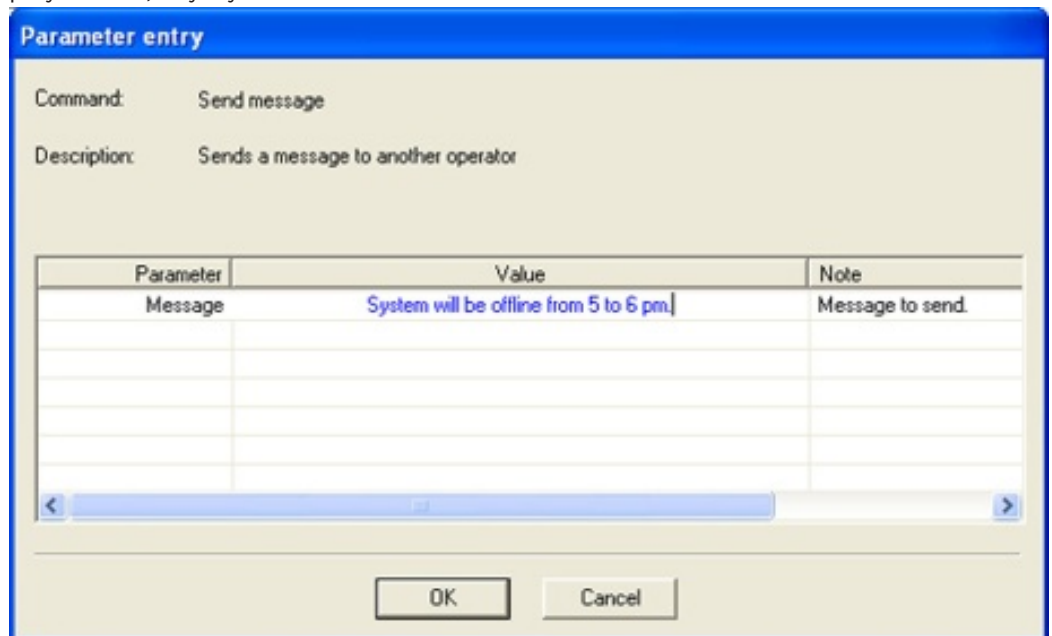 Parameter entry
Command: Send message
Description: Sends a message to another operator
Parameter Value Note
Message System will be offline from 5 to 6 pm. Message to send.
OK Cancel